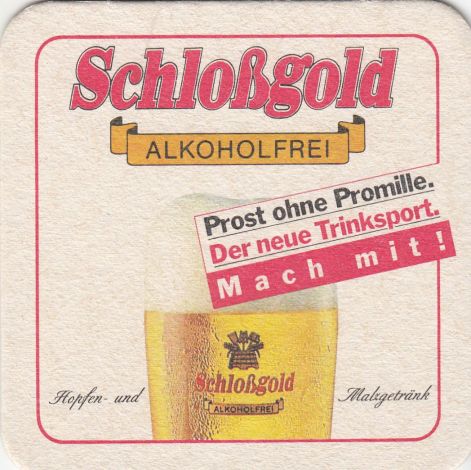 Schloßgold
ALKOHOLFREI
Prost ohne Promille.
Der neue Trinksport.
Mach mit!
Schloßgold
ALKOHOLFREI
Hopfen- und Malzgetränk